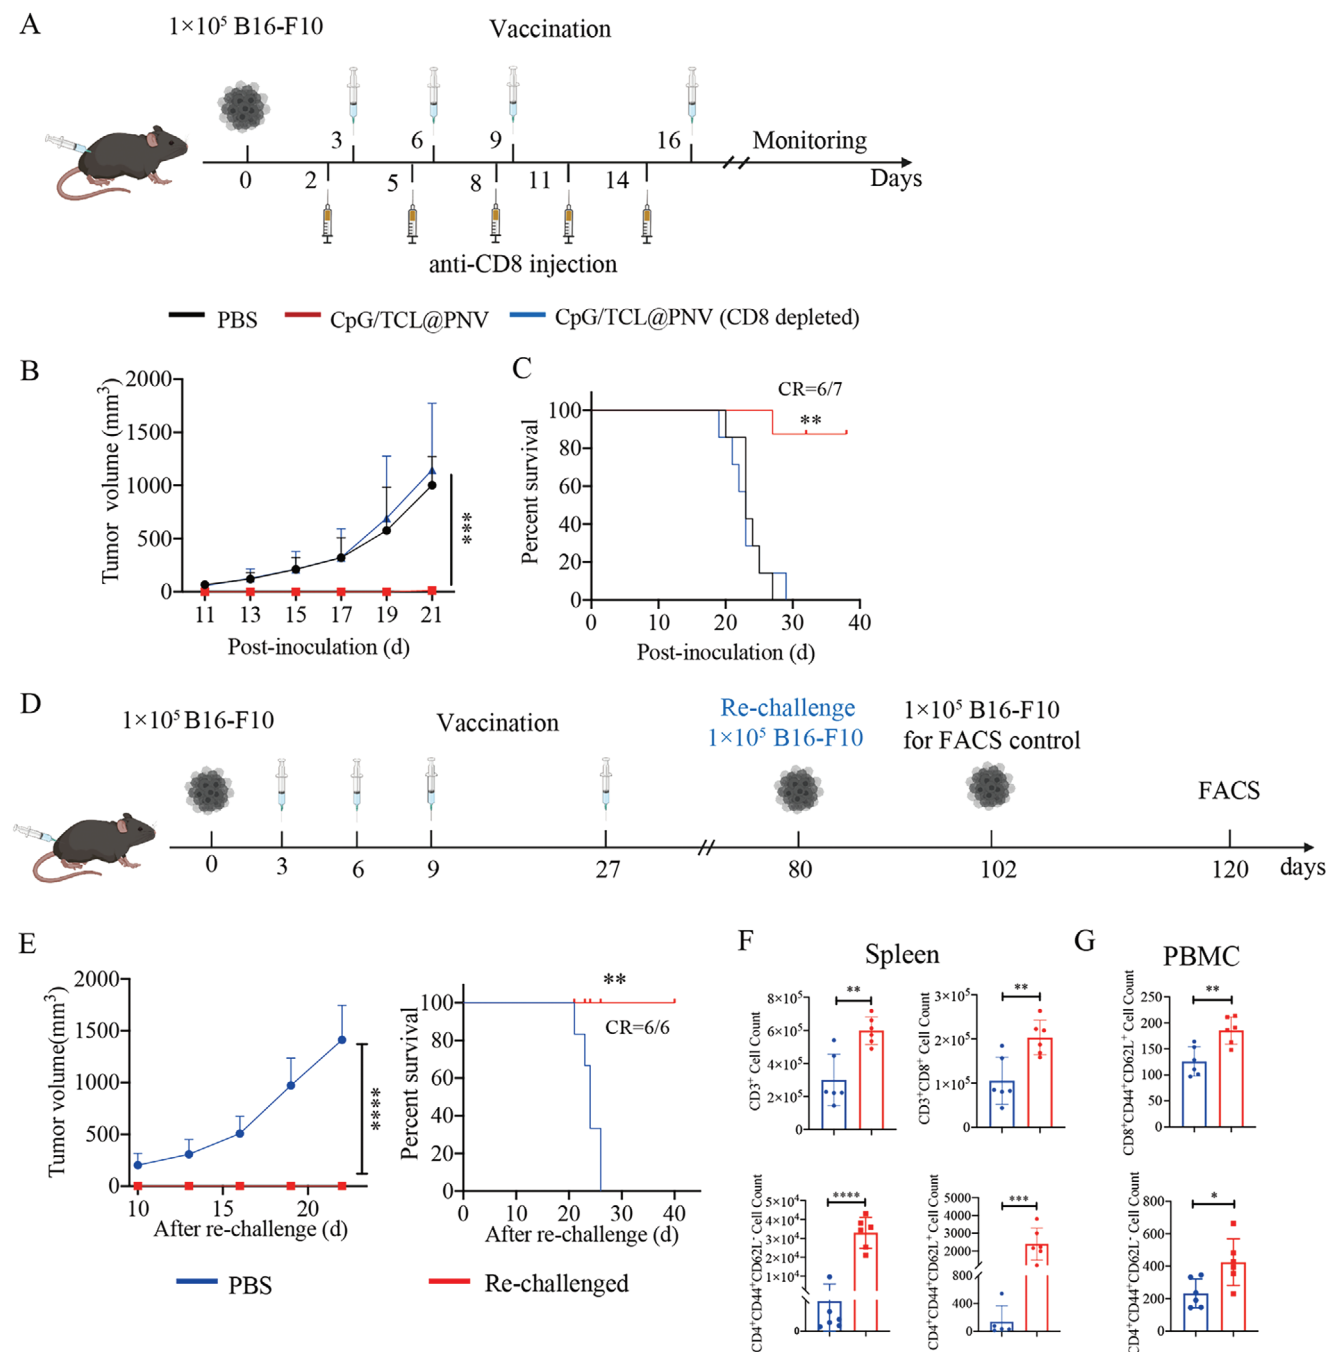 A
1×10⁵ B16-F10
Vaccination
3
6
9
16
Monitoring
0
2
5
8
11
14
Days
anti-CD8 injection
PBS
CpG/TCL@PNV
CpG/TCL@PNV (CD8 depleted)
B
Tumor volume (mm³)
2000
1500
1000
500
0
***
11 13 15 17 19 21
Post-inoculation (d)
C
Percent survival
CR=6/7
**
100
80
60
40
20
0
0 10 20 30 40
Post-inoculation (d)
D
1×10⁵ B16-F10
Vaccination
Re-challenge
1×10⁵ B16-F10
1×10⁵ B16-F10
for FACS control
FACS
0 3 6 9 27 80 102 120 days
E
Tumor volume(mm³)
2000
1500
1000
500
0
****
10 15 20
After re-challenge (d)
Percent survival
**
CR=6/6
100
80
60
40
20
0
0 10 20 30 40
After re-challenge (d)
PBS
Re-challenged
F
Spleen
CD3⁺ Cell Count
**
8×10⁵
6×10⁵
4×10⁵
2×10⁵
0
CD3⁺CD8⁺ Cell Count
**
3×10⁵
2×10⁵
1×10⁵
0
CD4⁺CD44⁺CD62L⁻ Cell Count
****
5×10⁴
4×10⁴
3×10⁴
2×10⁴
1×10⁴
0
CD4⁺CD44⁺CD62L⁺ Cell Count
***
5000
4000
3000
2000
800
400
0
G
PBMC
CD8⁺CD44⁺CD62L⁺ Cell Count
**
250
200
150
100
50
0
CD4⁺CD44⁺CD62L⁻ Cell Count
*
800
600
400
200
0